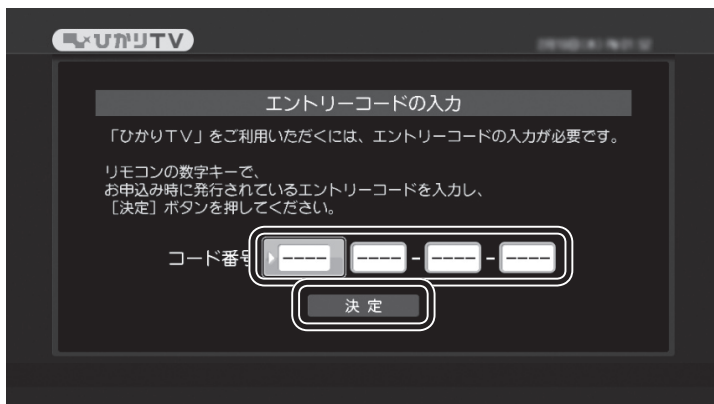 ひかりTV
エントリーコードの入力
「ひかりTV」をご利用いただくには、エントリーコードの入力が必要です。
リモコンの数字キーで、
お申込み時に発行されているエントリーコードを入力し、
[決定] ボタンを押してください。
コード番号 ---- ---- - ---- - ----
決 定